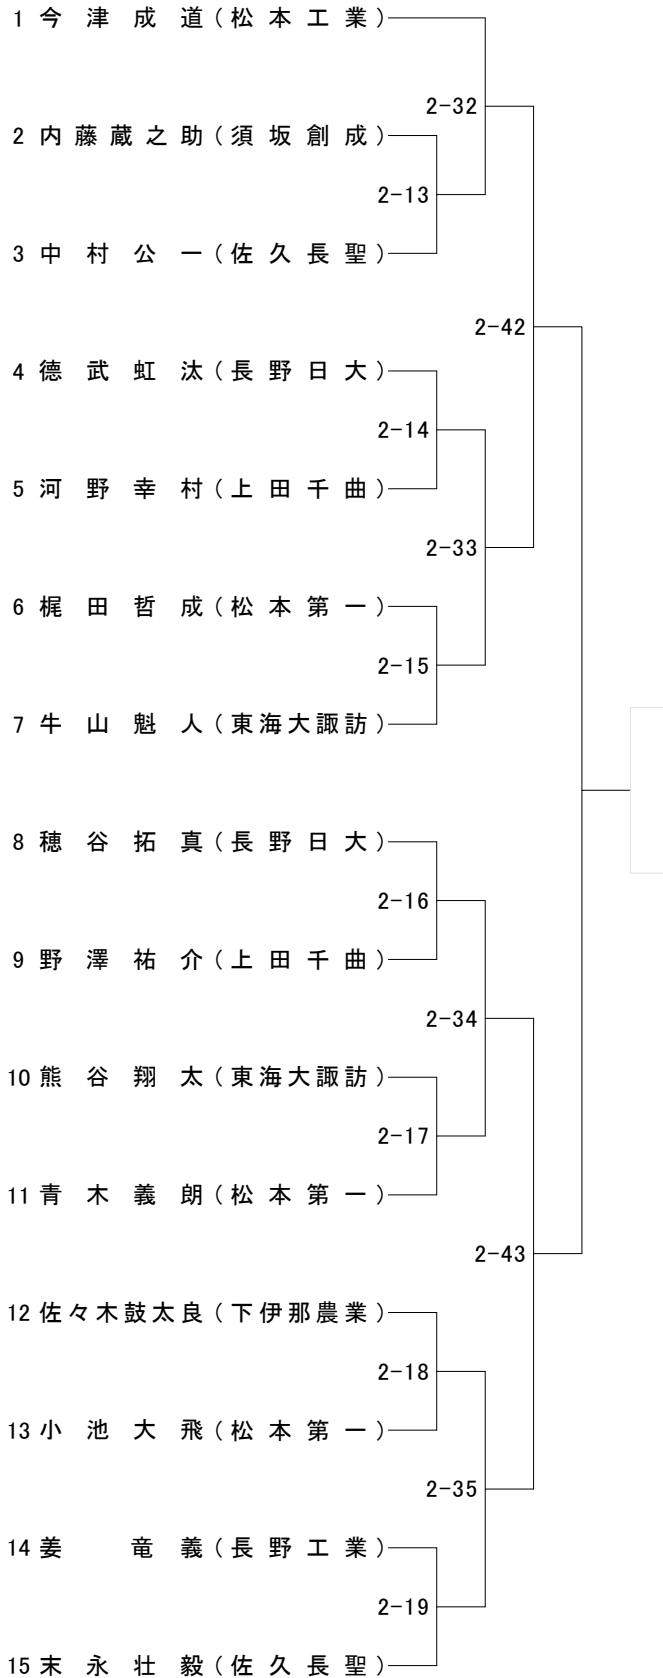 1 今津成道(松本工業)
2-32
2 内藤蔵之助(須坂創成)
2-13
3 中村公一(佐久長聖)
2-42
4 德武虹汰(長野日大)
2-14
5 河野幸村(上田千曲)
2-33
6 梶田哲成(松本第一)
2-15
7 牛山魁人(東海大諏訪)
8 穂谷拓真(長野日大)
2-16
9 野澤祐介(上田千曲)
2-34
10 熊谷翔太(東海大諏訪)
2-17
11 青木義朗(松本第一)
2-43
12 佐々木鼓太良(下伊那農業)
2-18
13 小池大飛(松本第一)
2-35
14 姜竜義(長野工業)
2-19
15 末永壮毅(佐久長聖)